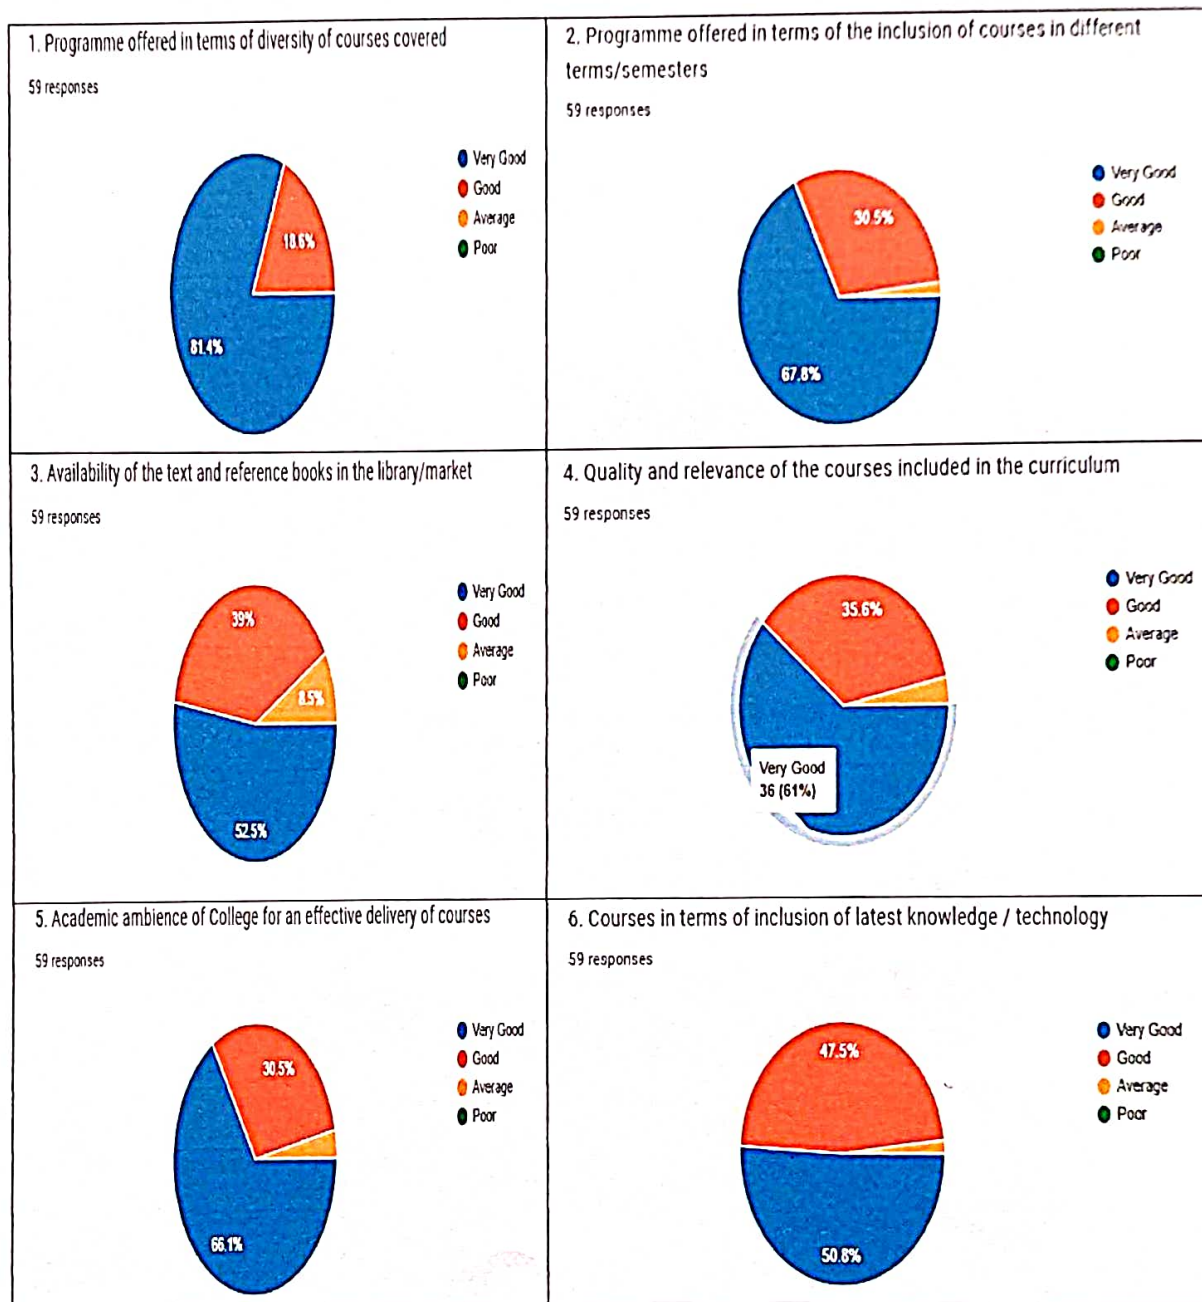 1. Programme offered in terms of diversity of courses covered
59 responses
Very Good
Good
Average
Poor
18.6%
81.4%
2. Programme offered in terms of the inclusion of courses in different
terms/semesters
59 responses
Very Good
Good
Average
Poor
30.5%
67.8%
3. Availability of the text and reference books in the library/market
59 responses
Very Good
Good
Average
Poor
39%
8.5%
52.5%
4. Quality and relevance of the courses included in the curriculum
59 responses
Very Good
Good
Average
Poor
35.6%
Very Good
36 (61%)
5. Academic ambience of College for an effective delivery of courses
59 responses
Very Good
Good
Average
Poor
30.5%
66.1%
6. Courses in terms of inclusion of latest knowledge / technology
59 responses
Very Good
Good
Average
Poor
47.5%
50.8%